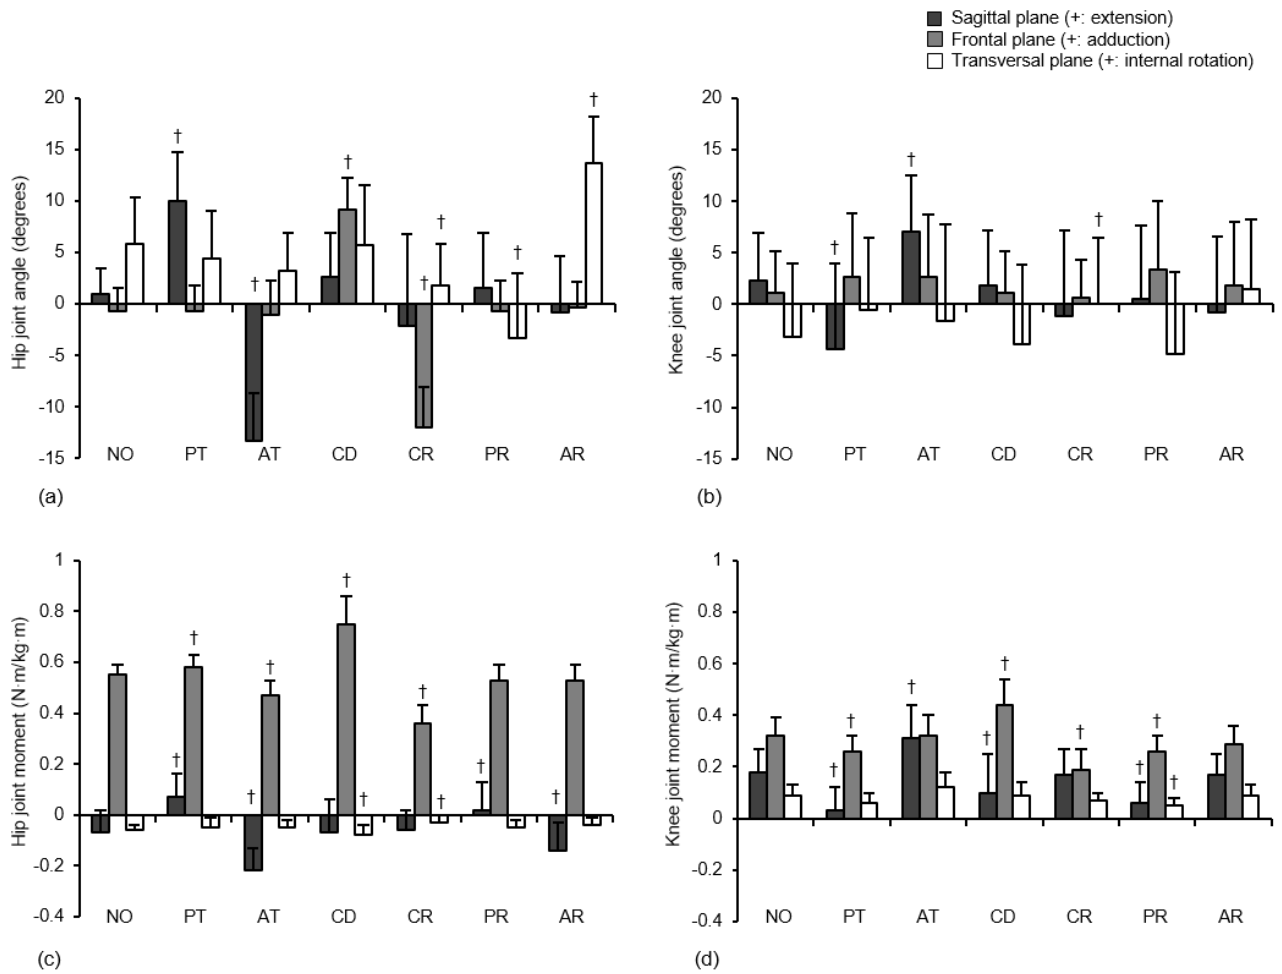 Sagittal plane (+: extension)
Frontal plane (+: adduction)
Transversal plane (+: internal rotation)
Hip joint angle (degrees)
20
15
10
5
0
-5
-10
-15
† † † † † † † †
NO PT AT CD CR PR AR
(a)
Knee joint angle (degrees)
20
15
10
5
0
-5
-10
-15
† † †
NO PT AT CD CR PR AR
(b)
Hip joint moment (N·m/kg·m)
1
0.8
0.6
0.4
0.2
0
-0.2
-0.4
† † † † † † † † † †
NO PT AT CD CR PR AR
(c)
Knee joint moment (N·m/kg·m)
1
0.8
0.6
0.4
0.2
0
-0.2
-0.4
† † † † † † † † †
NO PT AT CD CR PR AR
(d)